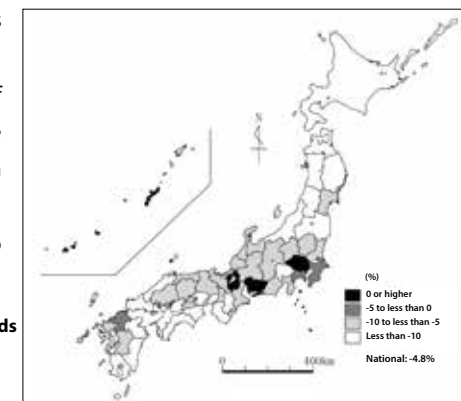 s
f
N
(%)
0 or higher
-5 to less than 0
-10 to less than -5
Less than -10
ds
0 400km
National: -4.8%